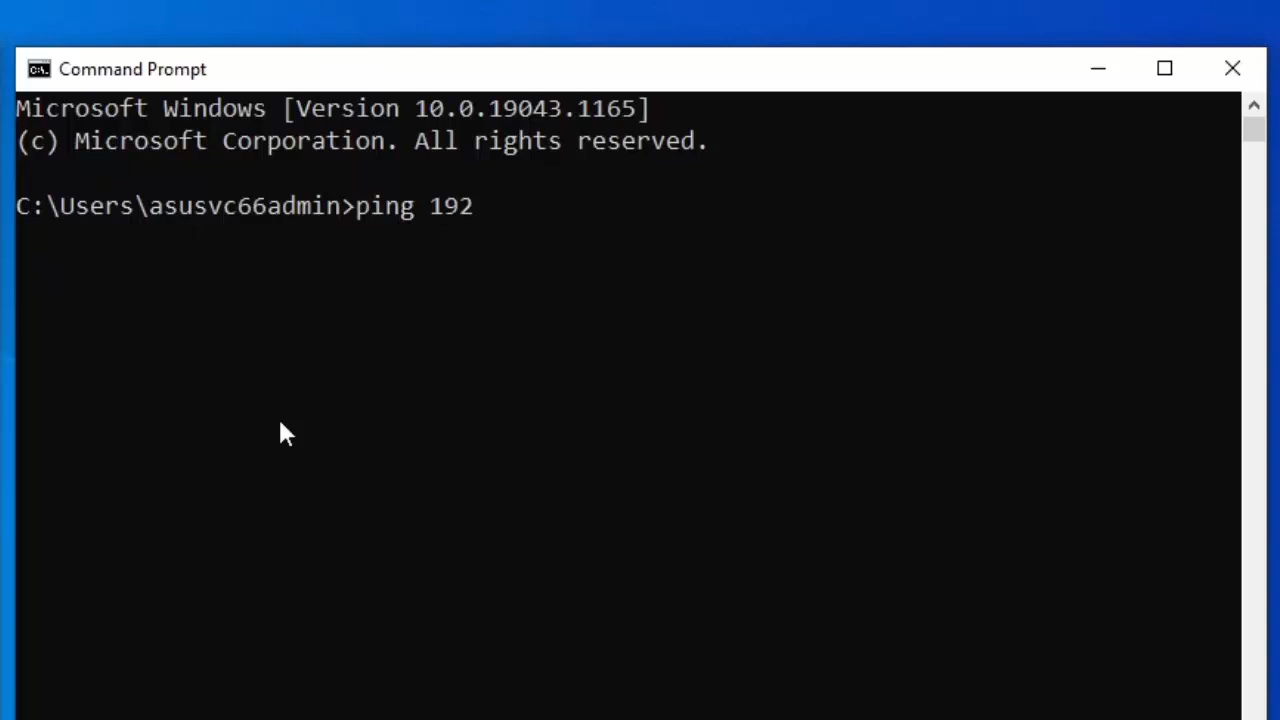 Command Prompt
Microsoft Windows [Version 10.0.19043.1165]
(c) Microsoft Corporation. All rights reserved.
C:\Users\asusvc66admin>ping 192